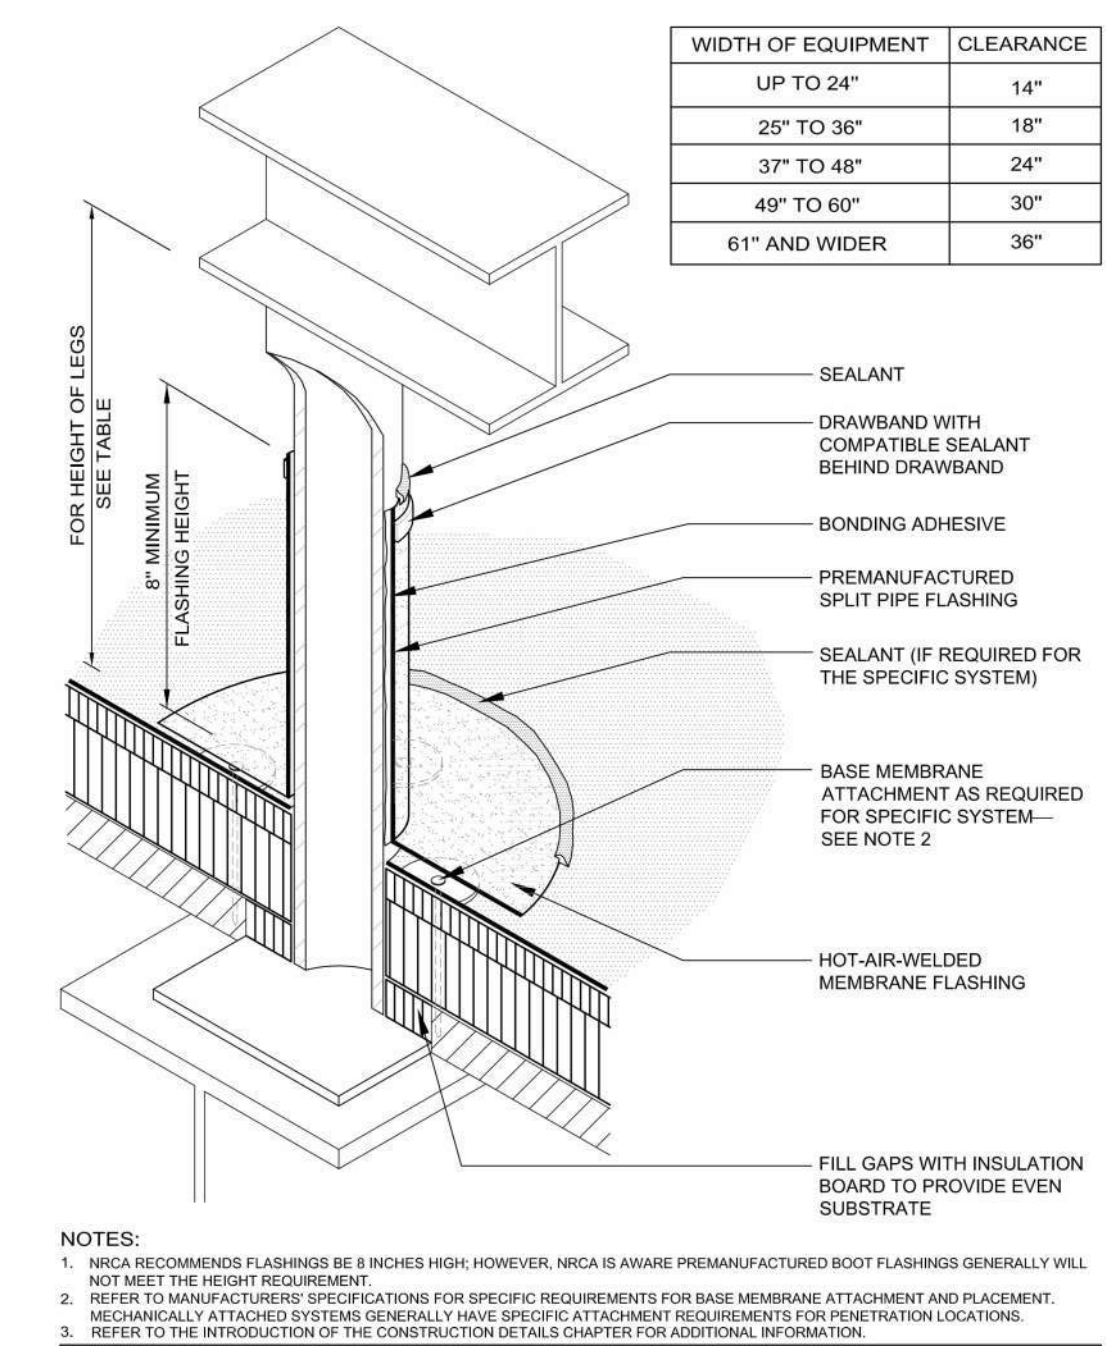 WIDTH OF EQUIPMENT CLEARANCE
UP TO 24" 14"
25" TO 36" 18"
37" TO 48" 24"
49" TO 60" 30"
61" AND WIDER 36"
FOR HEIGHT OF LEGS
SEE TABLE
8" MINIMUM
FLASHING HEIGHT
SEALANT
DRAWBAND WITH
COMPATIBLE SEALANT
BEHIND DRAWBAND
BONDING ADHESIVE
PREMANUFACTURED
SPLIT PIPE FLASHING
SEALANT (IF REQUIRED FOR
THE SPECIFIC SYSTEM)
BASE MEMBRANE
ATTACHMENT AS REQUIRED
FOR SPECIFIC SYSTEM—
SEE NOTE 2
HOT-AIR-WELDED
MEMBRANE FLASHING
FILL GAPS WITH INSULATION
BOARD TO PROVIDE EVEN
SUBSTRATE
NOTES:
1. NRCA RECOMMENDS FLASHINGS BE 8 INCHES HIGH; HOWEVER, NRCA IS AWARE PREMANUFACTURED BOOT FLASHINGS GENERALLY WILL
NOT MEET THE HEIGHT REQUIREMENT.
2. REFER TO MANUFACTURERS' SPECIFICATIONS FOR SPECIFIC REQUIREMENTS FOR BASE MEMBRANE ATTACHMENT AND PLACEMENT.
MECHANICALLY ATTACHED SYSTEMS GENERALLY HAVE SPECIFIC ATTACHMENT REQUIREMENTS FOR PENETRATION LOCATIONS.
3. REFER TO THE INTRODUCTION OF THE CONSTRUCTION DETAILS CHAPTER FOR ADDITIONAL INFORMATION.